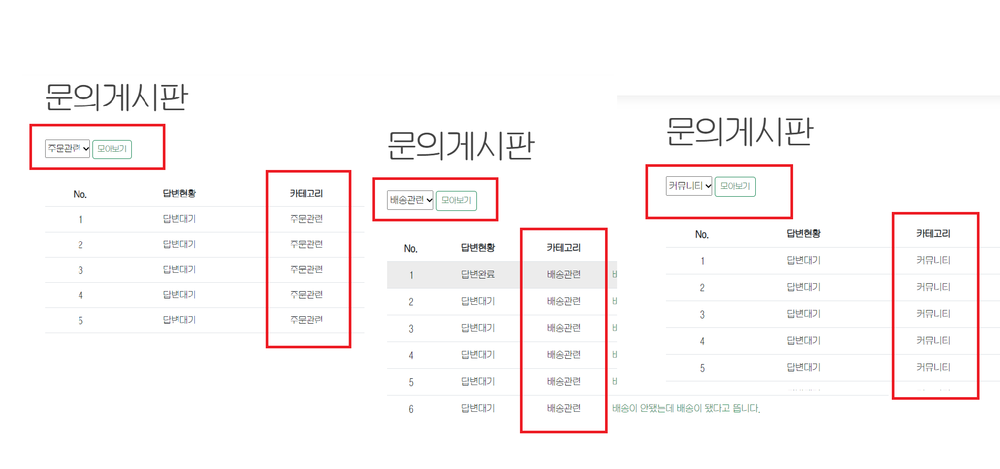 문의게시판
주문관련 모아보기
No. 답변현황 카테고리
1 답변대기 주문관련
2 답변대기 주문관련
3 답변대기 주문관련
4 답변대기 주문관련
5 답변대기 주문관련
문의게시판
배송관련 모아보기
No. 답변현황 카테고리
1 답변완료 배송관련
2 답변대기 배송관련
3 답변대기 배송관련
4 답변대기 배송관련
5 답변대기 배송관련
6 답변대기 배송관련 배송이 안됐는데 배송이 됐다고 뜹니다.
문의게시판
커뮤니티 모아보기
No. 답변현황 카테고리
1 답변대기 커뮤니티
2 답변대기 커뮤니티
3 답변대기 커뮤니티
4 답변대기 커뮤니티
5 답변대기 커뮤니티